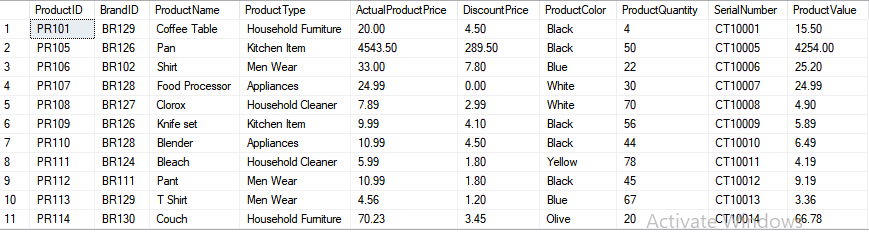 ProductID BrandID ProductName ProductType ActualProductPrice DiscountPrice ProductColor ProductQuantity SerialNumber ProductValue
1 PR101 BR129 Coffee Table Household Furniture 20.00 4.50 Black 4 CT10001 15.50
2 PR105 BR126 Pan Kitchen Item 4543.50 289.50 Black 50 CT10005 4254.00
3 PR106 BR102 Shirt Men Wear 33.00 7.80 Blue 22 CT10006 25.20
4 PR107 BR128 Food Processor Appliances 24.99 0.00 White 30 CT10007 24.99
5 PR108 BR127 Clorox Household Cleaner 7.89 2.99 White 70 CT10008 4.90
6 PR109 BR126 Knife set Kitchen Item 9.99 4.10 Black 56 CT10009 5.89
7 PR110 BR128 Blender Appliances 10.99 4.50 Black 44 CT10010 6.49
8 PR111 BR124 Bleach Household Cleaner 5.99 1.80 Yellow 78 CT10011 4.19
9 PR112 BR111 Pant Men Wear 10.99 1.80 Black 45 CT10012 9.19
10 PR113 BR129 T Shirt Men Wear 4.56 1.20 Blue 67 CT10013 3.36
11 PR114 BR130 Couch Household Furniture 70.23 3.45 Olive 20 CT10014 66.78
Activate Windows